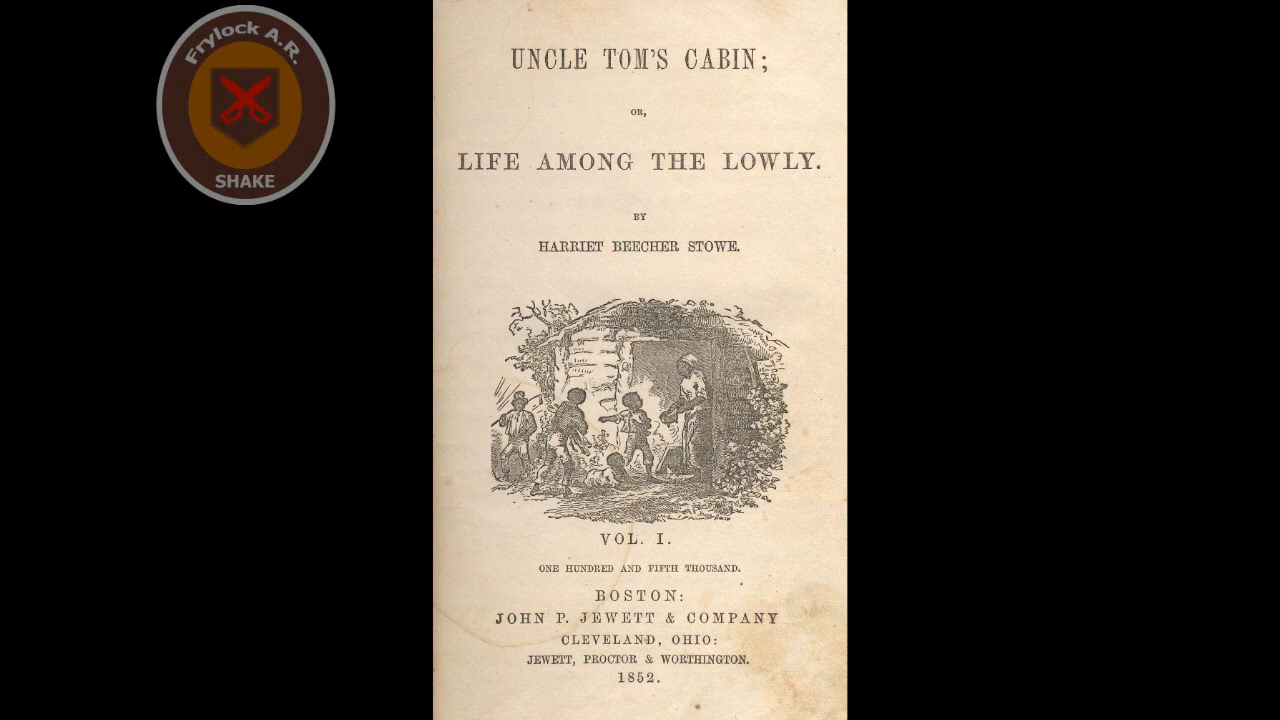 Frylock A.R.
SHAKE
UNCLE TOM'S CABIN;
OR,
LIFE AMONG THE LOWLY.
BY
HARRIET BEECHER STOWE.
VOL. I.
ONE HUNDRED AND FIFTH THOUSAND.
BOSTON:
JOHN P. JEWETT & COMPANY
CLEVELAND, OHIO:
JEWETT, PROCTOR & WORTHINGTON.
1852.